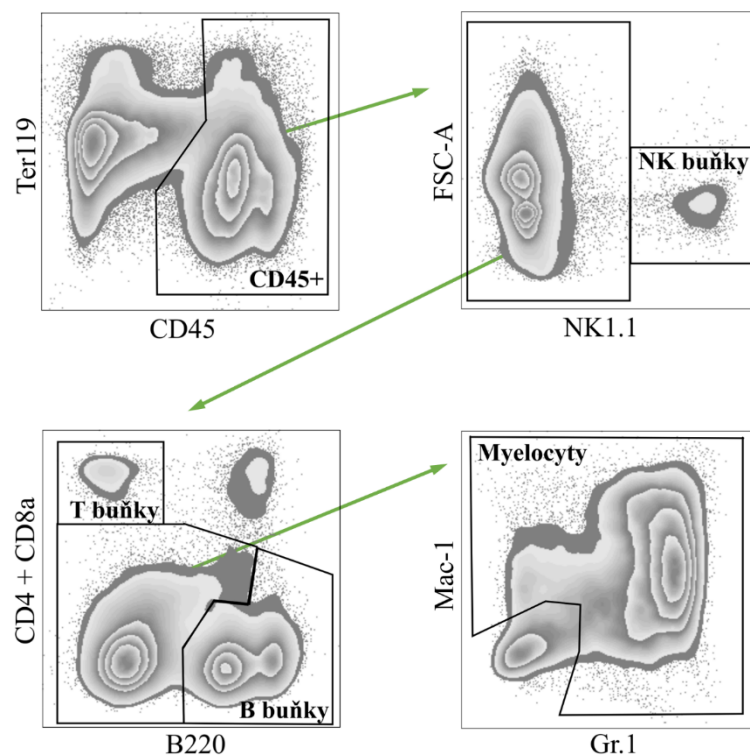 Ter119
CD45+
CD45
FSC-A
NK buňky
NK1.1
CD4 + CD8a
T buňky
B buňky
B220
Mac-1
Myelocyty
Gr.1